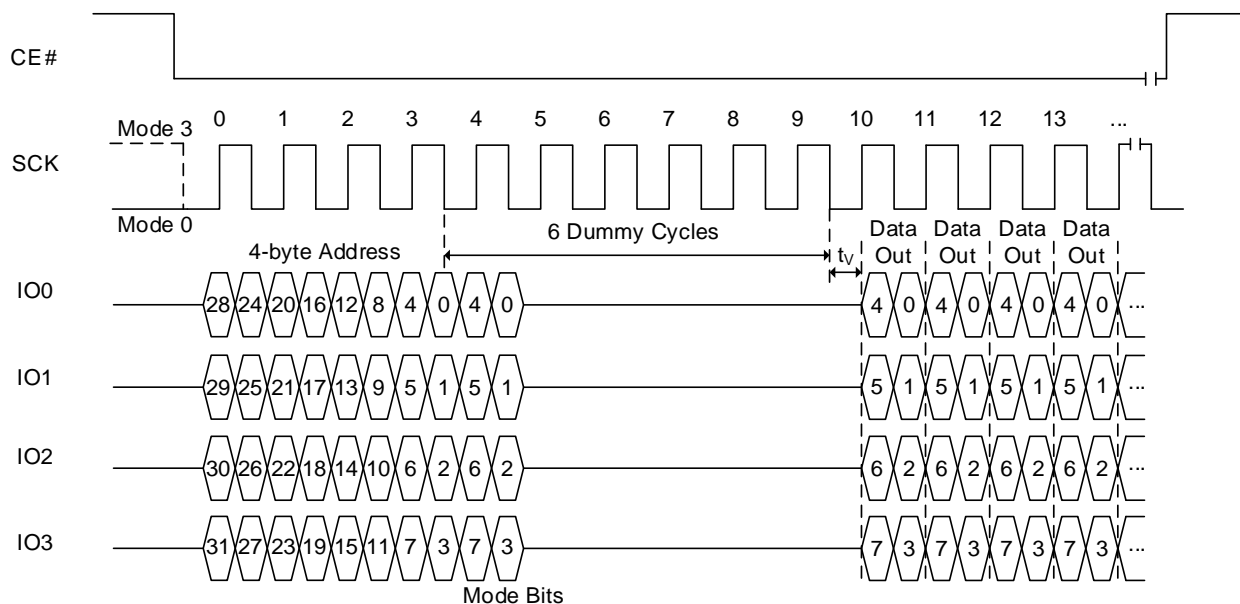 CE#
0 1 2 3 4 5 6 7 8 9 10 11 12 13 ...
Mode 3
SCK
Mode 0
6 Dummy Cycles
Data Data Data Data
4-byte Address
tV
Out Out Out Out
IO0 28 24 20 16 12 8 4 0 4 0 4 0 4 0 4 0 4 0 ...
IO1 29 25 21 17 13 9 5 1 5 1 5 1 5 1 5 1 5 1 ...
IO2 30 26 22 18 14 10 6 2 6 2 6 2 6 2 6 2 6 2 ...
IO3 31 27 23 19 15 11 7 3 7 3 7 3 7 3 7 3 7 3 ...
Mode Bits